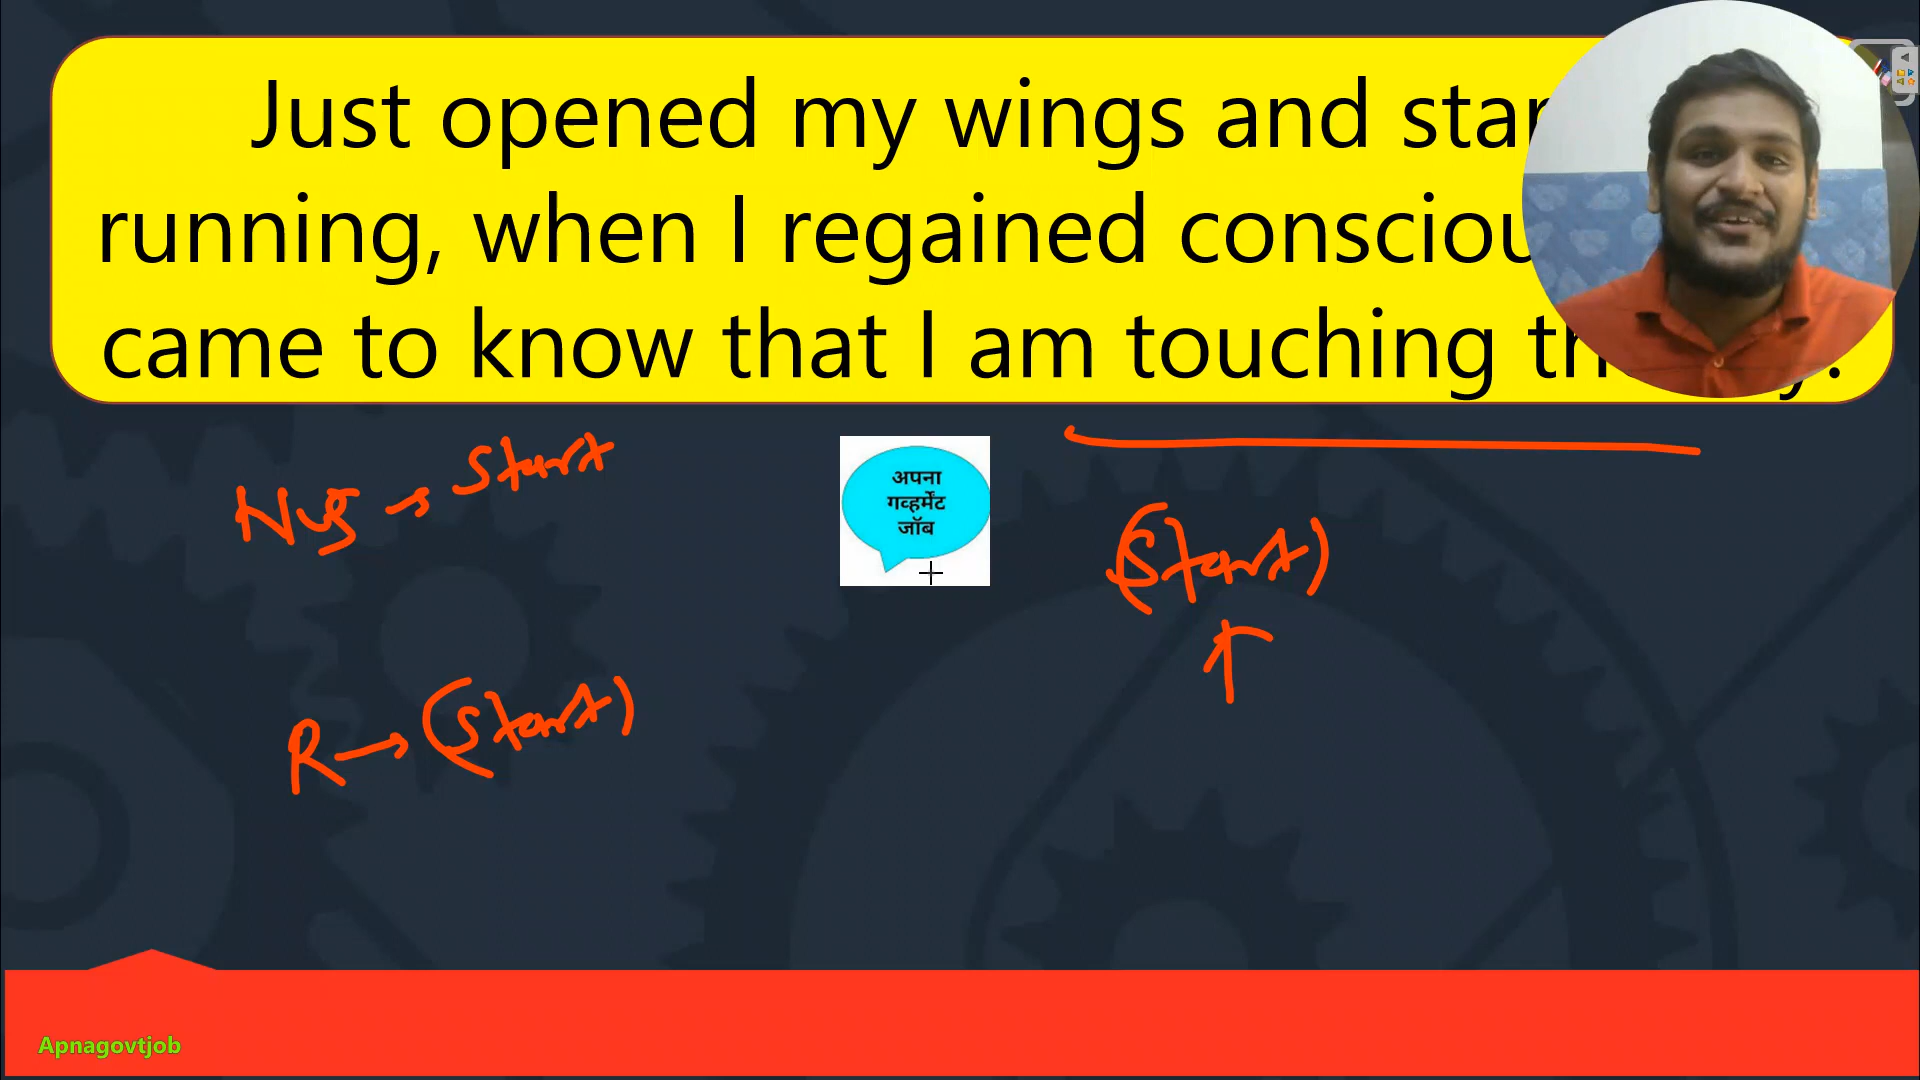 Just opened my wings and star
running, when I regained consciou
came to know that I am touching th y.
Start
अपना
गव्हर्मेंट
जॉब
(Start)
R → (Start)
Apnagovtjob